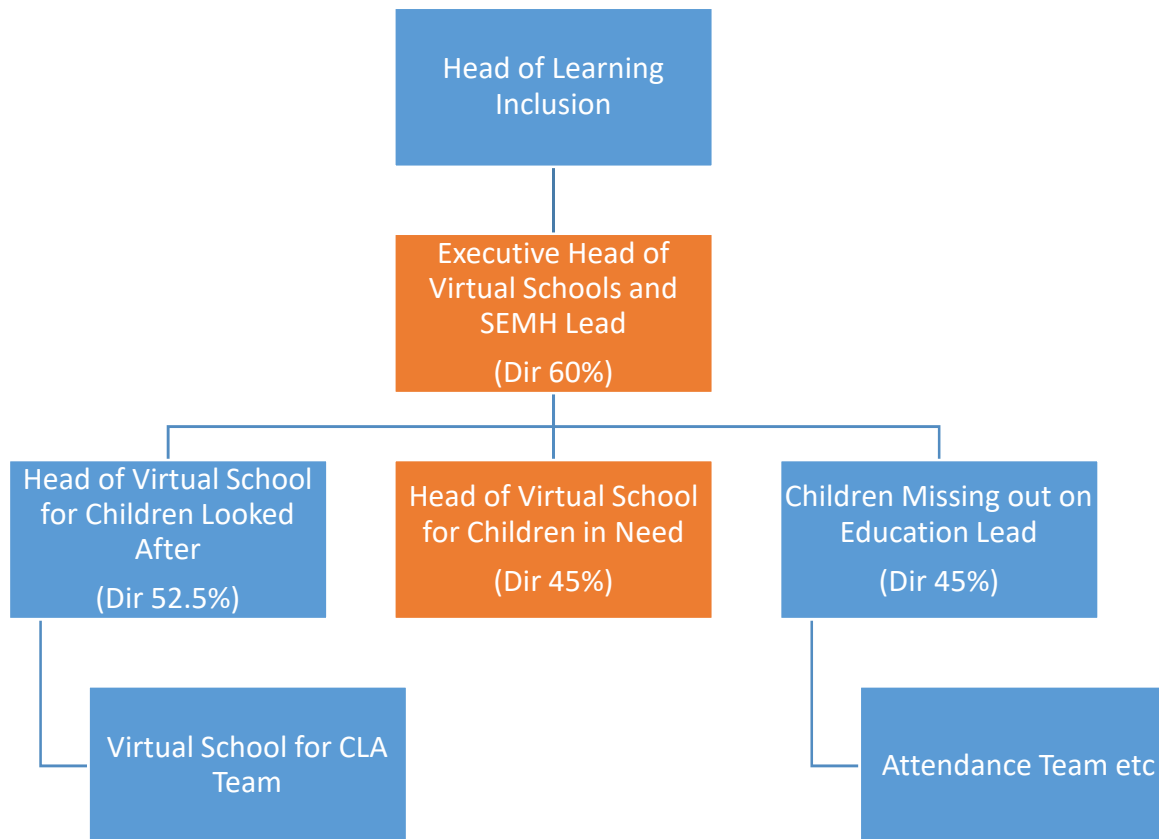 Head of Learning
Inclusion
Executive Head of
Virtual Schools and
SEMH Lead
(Dir 60%)
Head of Virtual School
for Children Looked
After
(Dir 52.5%)
Head of Virtual School
for Children in Need
(Dir 45%)
Children Missing out on
Education Lead
(Dir 45%)
Virtual School for CLA
Team
Attendance Team etc